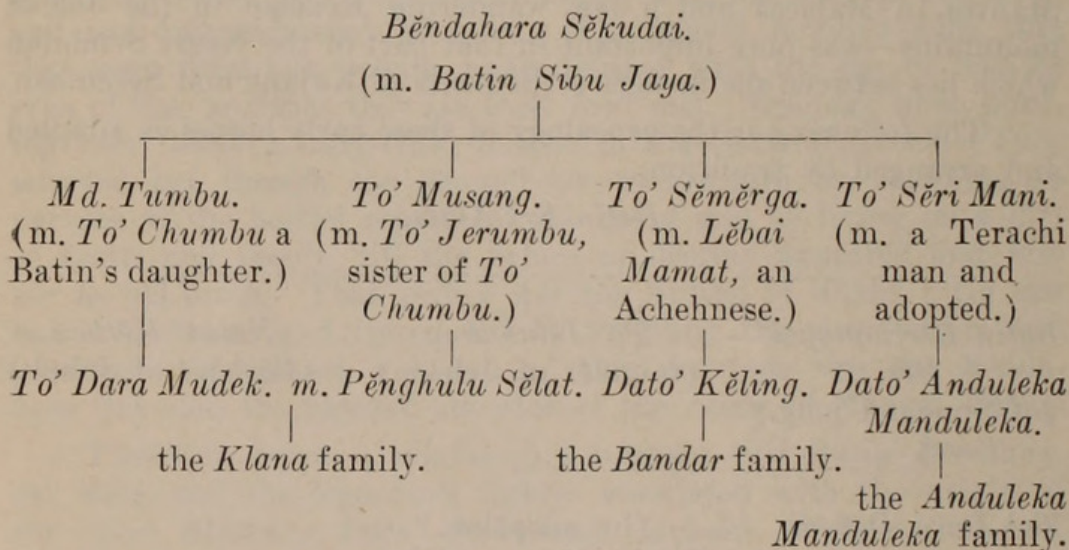 Bĕndahara Sĕkudai.
(m. Batin Sibu Jaya.)
Md. Tumbu. To' Musang. To' Sĕmĕrga. To' Sĕri Mani.
(m. To' Chumbu a (m. To' Jerumbu, (m. Lĕbai (m. a Terachi
Batin's daughter.) sister of To' Mamat, an man and
Chumbu.) Achehnese.) adopted.)
To' Dara Mudek. m. Pĕnghulu Sĕlat. Dato' Kĕling. Dato' Anduleka
Manduleka.
the Klana family. the Bandar family.
the Anduleka
Manduleka family.